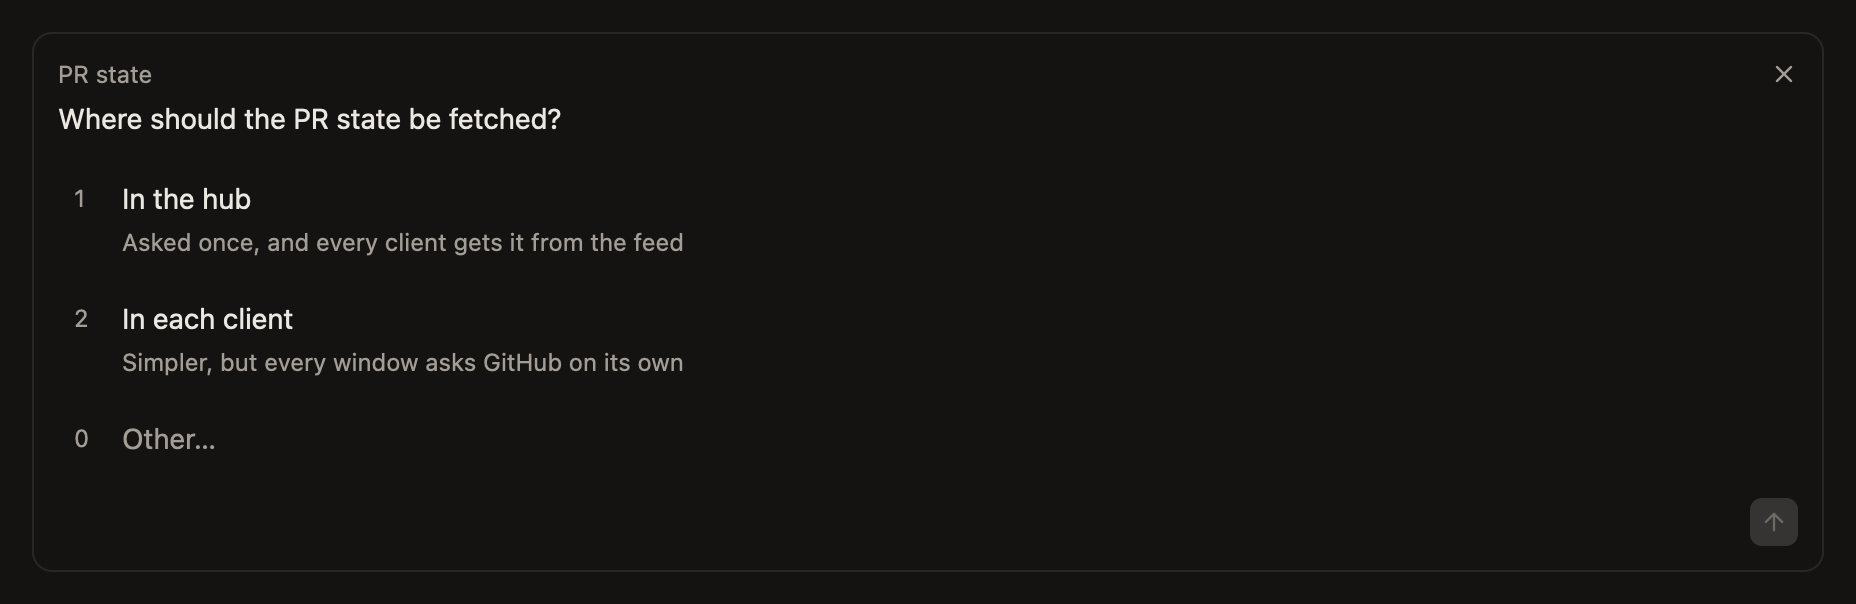 PR state
Where should the PR state be fetched?
1 In the hub
Asked once, and every client gets it from the feed
2 In each client
Simpler, but every window asks GitHub on its own
0 Other...